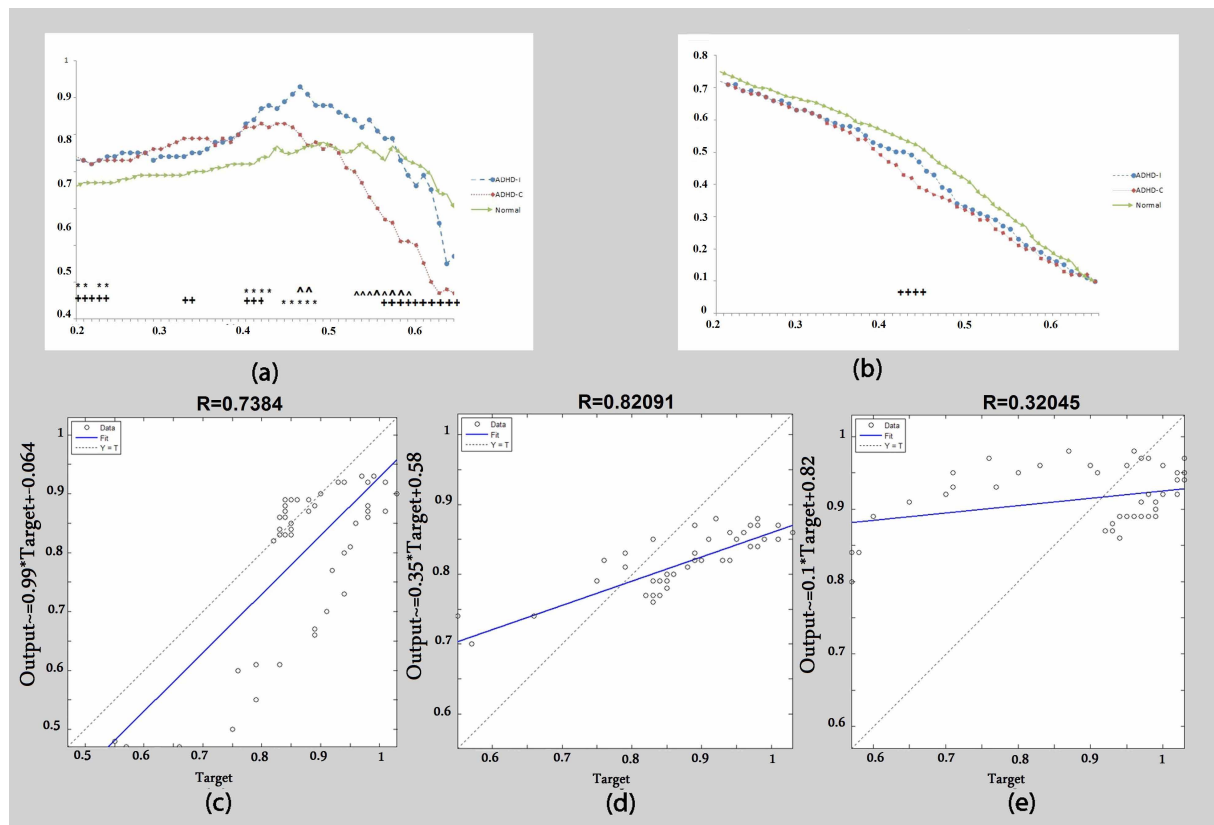 1
0.9
0.8
0.7
0.6
0.5
0.4
0.2 0.3 0.4 0.5 0.6
ADHD-I
ADHD-C
Normal
** **
+++++
++
****
+++
*****
^^
^^^^^^^^
+++++++++++
(a)
0.8
0.7
0.6
0.5
0.4
0.3
0.2
0.1
0
0.2 0.3 0.4 0.5 0.6
ADHD-I
ADHD-C
Normal
++++
(b)
R=0.7384
Output~=0.99*Target+-0.064
1
0.9
0.8
0.7
0.6
0.5
Data
Fit
Y = T
0.5 0.6 0.7 0.8 0.9 1
Target
(c)
R=0.82091
Output~=0.35*Target+0.58
1
0.9
0.8
0.7
0.6
Data
Fit
Y = T
0.6 0.7 0.8 0.9 1
Target
(d)
R=0.32045
Output~=0.1*Target+0.82
1
0.9
0.8
0.7
0.6
Data
Fit
Y = T
0.6 0.7 0.8 0.9 1
Target
(e)